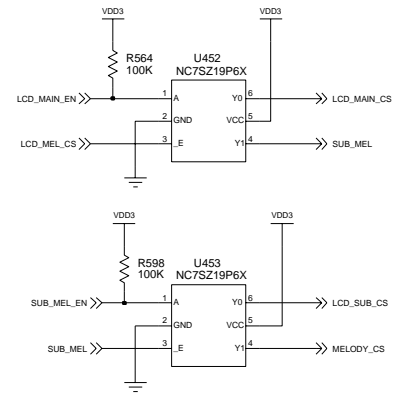 VDD3 VDD3
R564 U452
100K NC7SZ19P6X
LCD_MAIN_EN 1 A Y0 6 LCD_MAIN_CS
2 GND VCC 5
LCD_MEL_CS 3 _E Y1 4 SUB_MEL
VDD3 VDD3
R598 U453
100K NC7SZ19P6X
SUB_MEL_EN 1 A Y0 6 LCD_SUB_CS
2 GND VCC 5
SUB_MEL 3 _E Y1 4 MELODY_CS